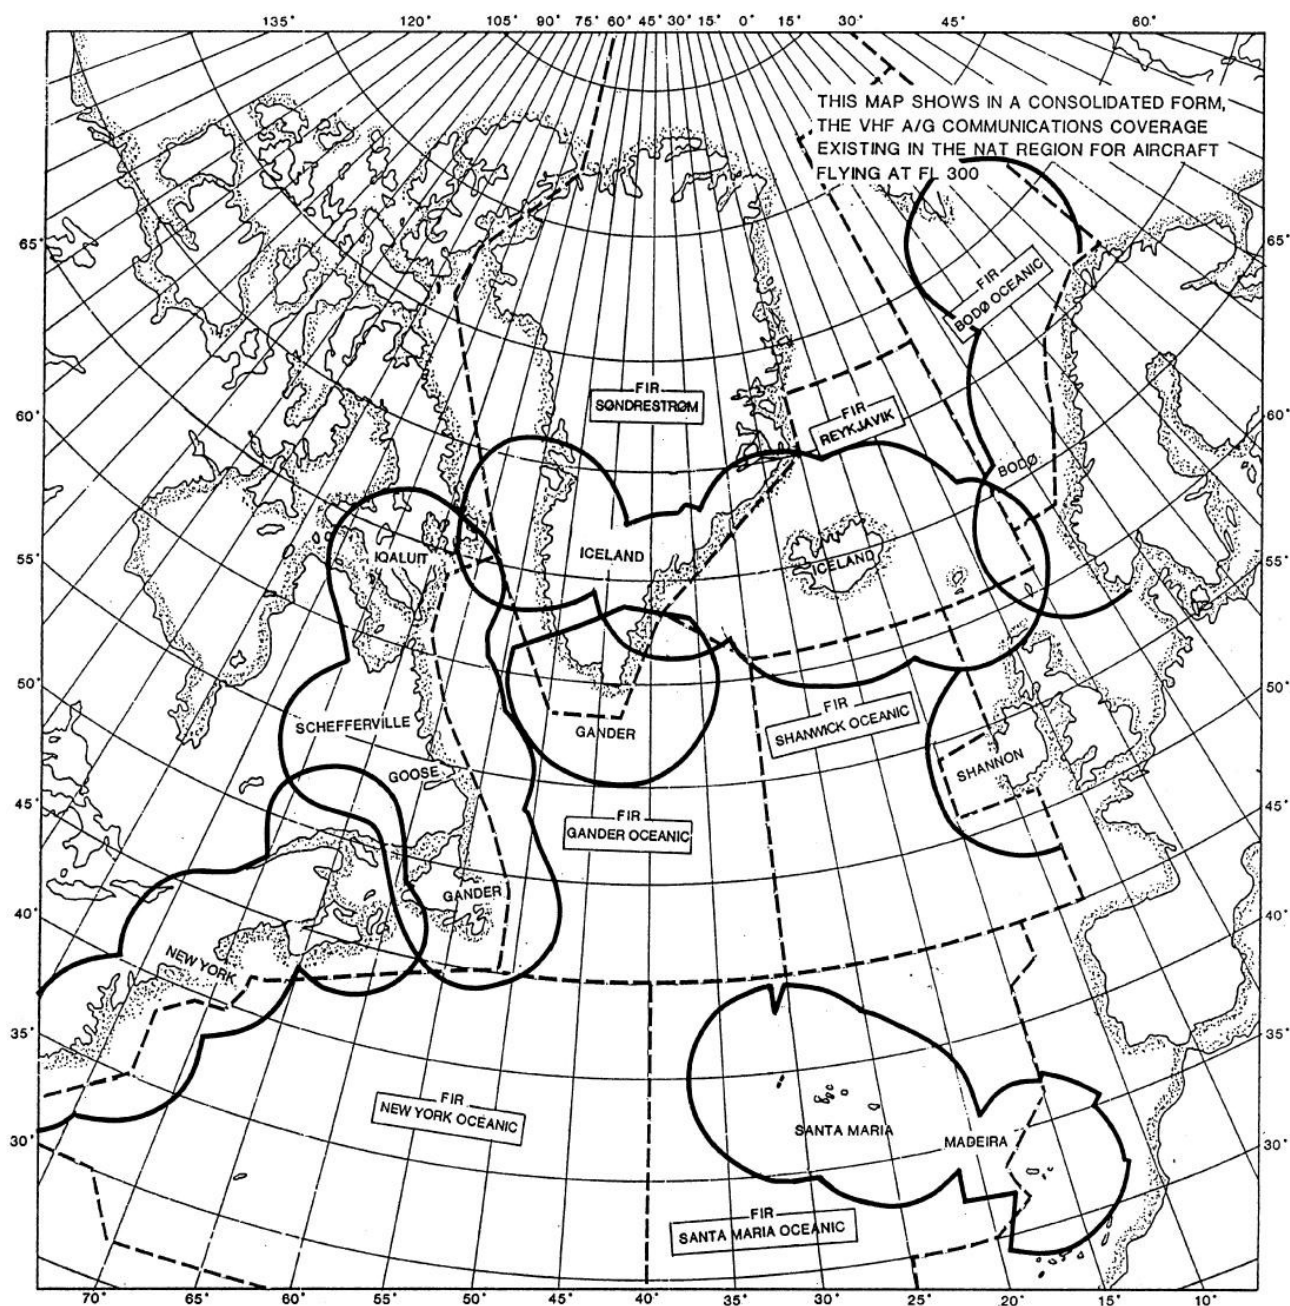 135° 120° 105° 90° 75° 60° 45° 30° 15° 0° 15° 30° 45° 60°
THIS MAP SHOWS IN A CONSOLIDATED FORM,
THE VHF A/G COMMUNICATIONS COVERAGE
EXISTING IN THE NAT REGION FOR AIRCRAFT
FLYING AT FL 300
65°
65°
FIR
BODØ OCEANIC
FIR
SØNDRESTRØM
FIR
REYKJAVIK
60°
60°
BODØ
IQALUIT
ICELAND
ICELAND
55°
55°
50°
50°
SCHEFFERVILLE
GANDER
FIR
SHANWICK OCEANIC
SHANNON
GOOSE
45°
45°
FIR
GANDER OCEANIC
GANDER
40°
40°
NEW YORK
35°
35°
FIR
NEW YORK OCEANIC
SANTA MARIA
MADEIRA
30°
30°
FIR
SANTA MARIA OCEANIC
70° 60° 55° 50° 45° 40° 35° 30° 25° 20° 15° 10°